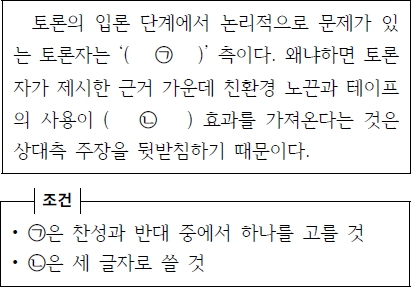 토론의 입론 단계에서 논리적으로 문제가 있
는 토론자는 ‘( ㉠ )’ 측이다. 왜냐하면 토론
자가 제시한 근거 가운데 친환경 노끈과 테이프
의 사용이 ( ㉡ ) 효과를 가져온다는 것은
상대측 주장을 뒷받침하기 때문이다.
조건
• ㉠은 찬성과 반대 중에서 하나를 고를 것
• ㉡은 세 글자로 쓸 것